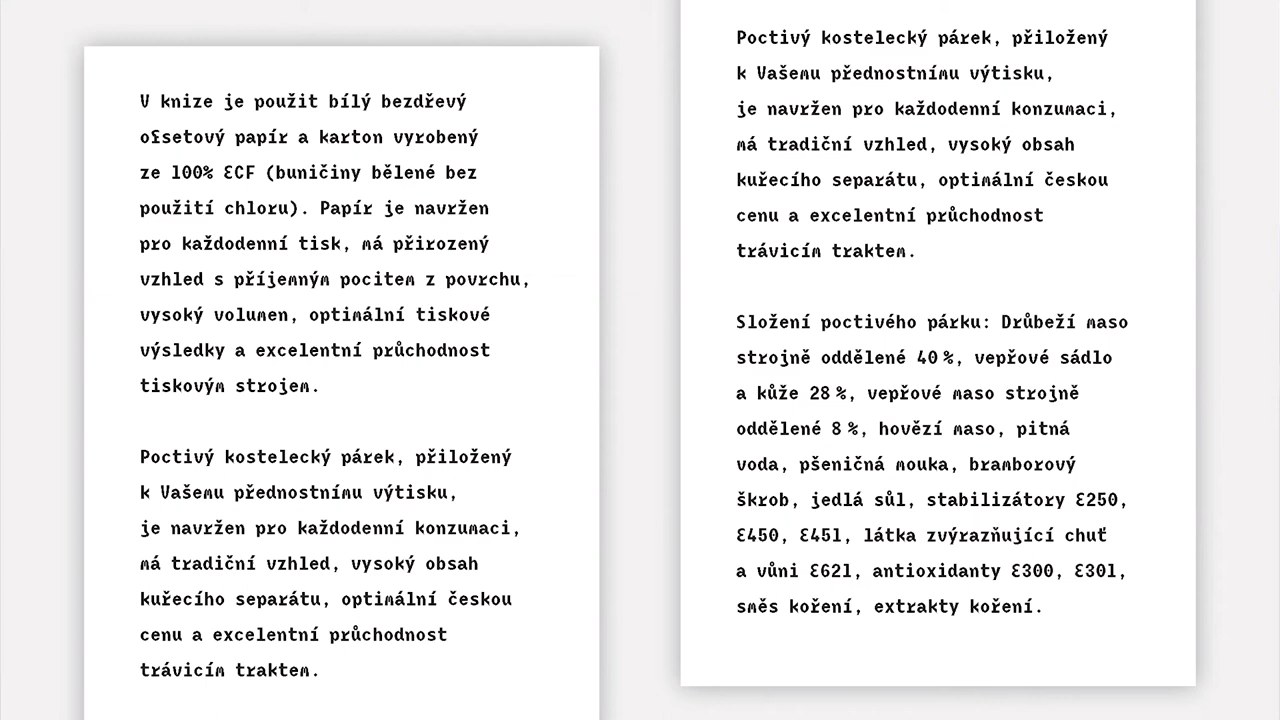 V knize je použit bílý bezdřevý
ofsetový papír a karton vyrobený
ze 100% ECF (buničiny bělené bez
použití chloru). Papír je navržen
pro každodenní tisk, má přirozený
vzhled s příjemným pocitem z povrchu,
vysoký volumen, optimální tiskové
výsledky a excelentní průchodnost
tiskovým strojem.

Poctivý kostelecký párek, přiložený
k Vašemu přednostnímu výtisku,
je navržen pro každodenní konzumaci,
má tradiční vzhled, vysoký obsah
kuřecího separátu, optimální českou
cenu a excelentní průchodnost
trávicím traktem.

Poctivý kostelecký párek, přiložený
k Vašemu přednostnímu výtisku,
je navržen pro každodenní konzumaci,
má tradiční vzhled, vysoký obsah
kuřecího separátu, optimální českou
cenu a excelentní průchodnost
trávicím traktem.

Složení poctivého párku: Drůbeží maso
strojně oddělené 40 %, vepřové sádlo
a kůže 28 %, vepřové maso strojně
oddělené 8 %, hovězí maso, pitná
voda, pšeničná mouka, bramborový
škrob, jedlá sůl, stabilizátory E250,
E450, E451, látka zvýrazňující chuť
a vůni E621, antioxidanty E300, E301,
směs koření, extrakty koření.